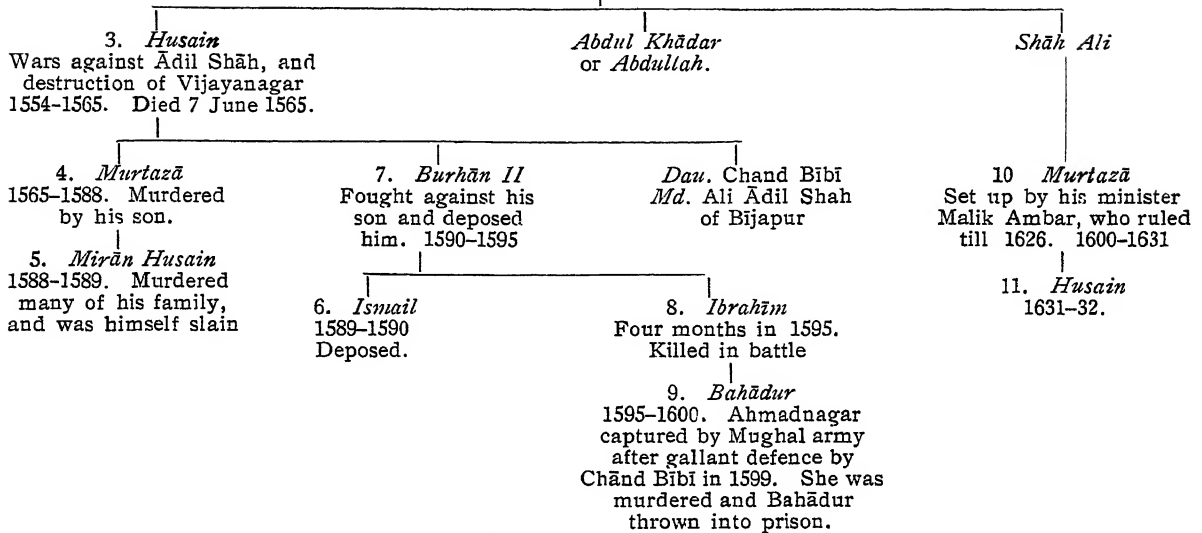 3. Husain
Wars against Ādil Shāh, and
destruction of Vijayanagar
1554–1565. Died 7 June 1565.
Abdul Khādar
or Abdullah.
Shāh Ali
4. Murtazā
1565–1588. Murdered
by his son.
7. Burhān II
Fought against his
son and deposed
him. 1590–1595
Dau. Chand Bībī
Md. Ali Ādil Shah
of Bījapur
10 Murtazā
Set up by his minister
Malik Ambar, who ruled
till 1626. 1600–1631
5. Mirān Husain
1588–1589. Murdered
many of his family,
and was himself slain
6. Ismail
1589–1590
Deposed.
8. Ibrahīm
Four months in 1595.
Killed in battle
11. Husain
1631–32.
9. Bahādur
1595–1600. Ahmadnagar
captured by Mughal army
after gallant defence by
Chānd Bībī in 1599. She was
murdered and Bahādur
thrown into prison.